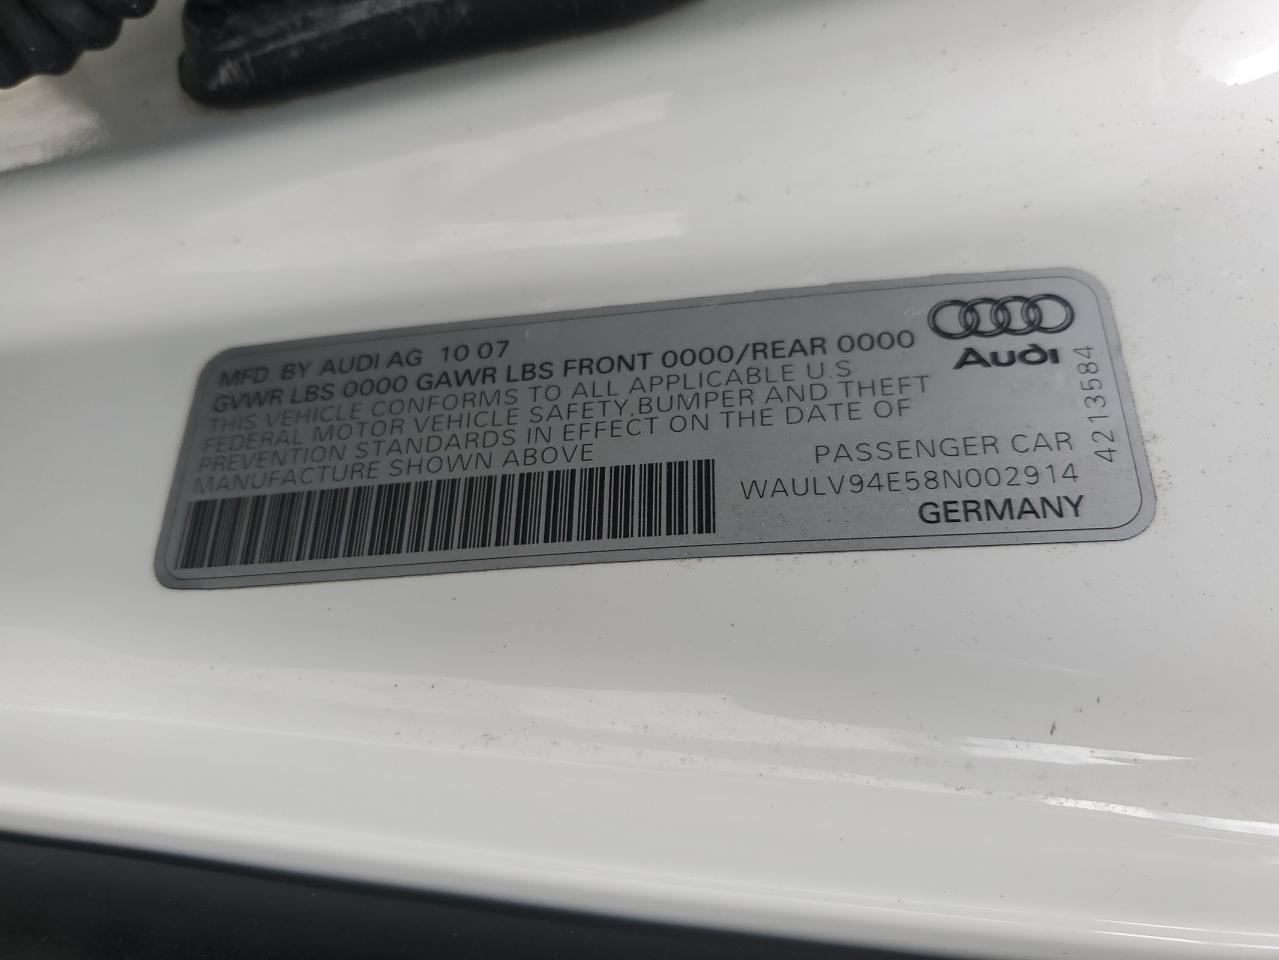 MFD. BY AUDI AG 10 07
GVWR LBS 0000 GAWR LBS FRONT 0000/REAR 0000
THIS VEHICLE CONFORMS TO ALL APPLICABLE U.S
FEDERAL MOTOR VEHICLE SAFETY, BUMPER AND THEFT
PREVENTION STANDARDS IN EFFECT ON THE DATE OF
MANUFACTURE SHOWN ABOVE
Audi
4213584
PASSENGER CAR
WAULV94E58N002914
GERMANY